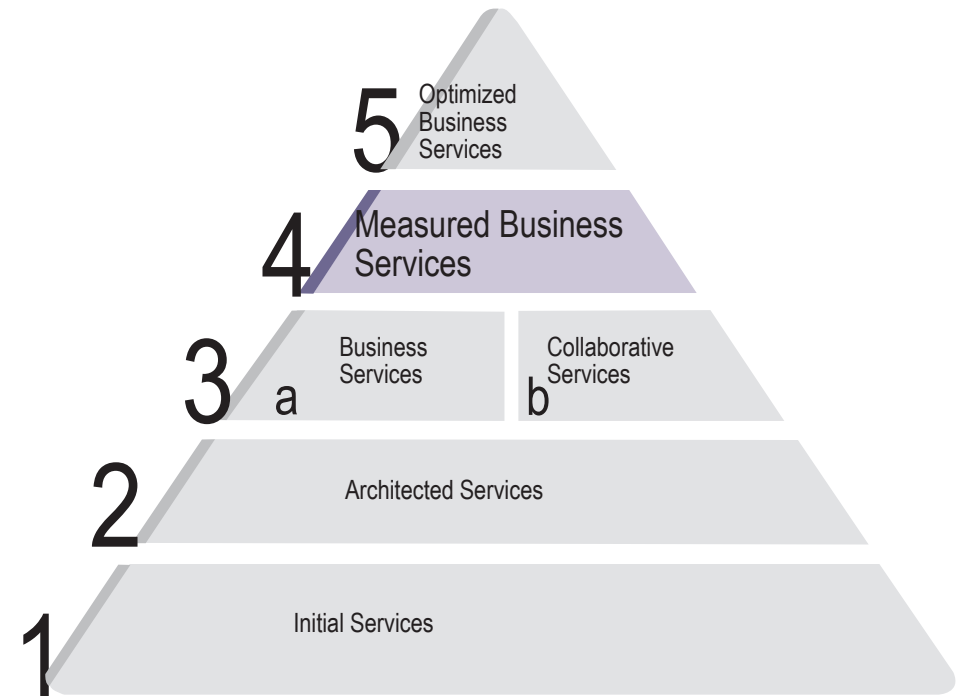 5
Optimized
Business
Services
4
Measured Business
Services
3
a
Business
Services
b
Collaborative
Services
2
Architected Services
1
Initial Services